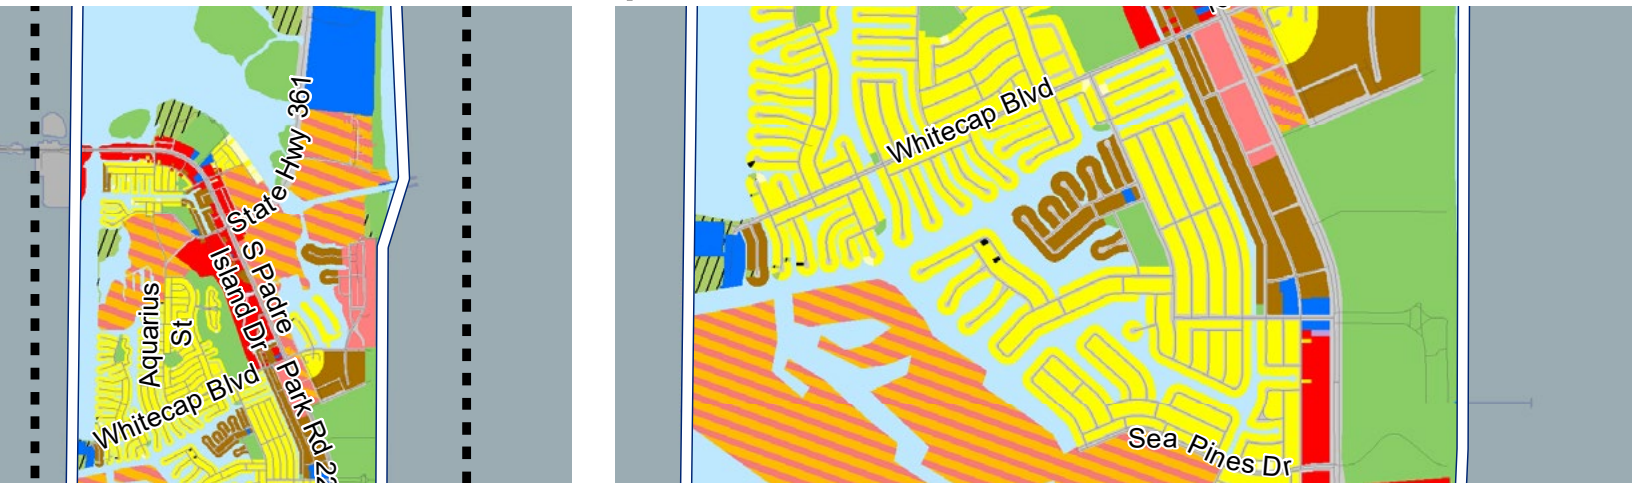 State Hwy 361
S Padre
Island Dr
Aquarius
St
Whitecap Blvd
Park Rd 22
Whitecap Blvd
Sea Pines Dr